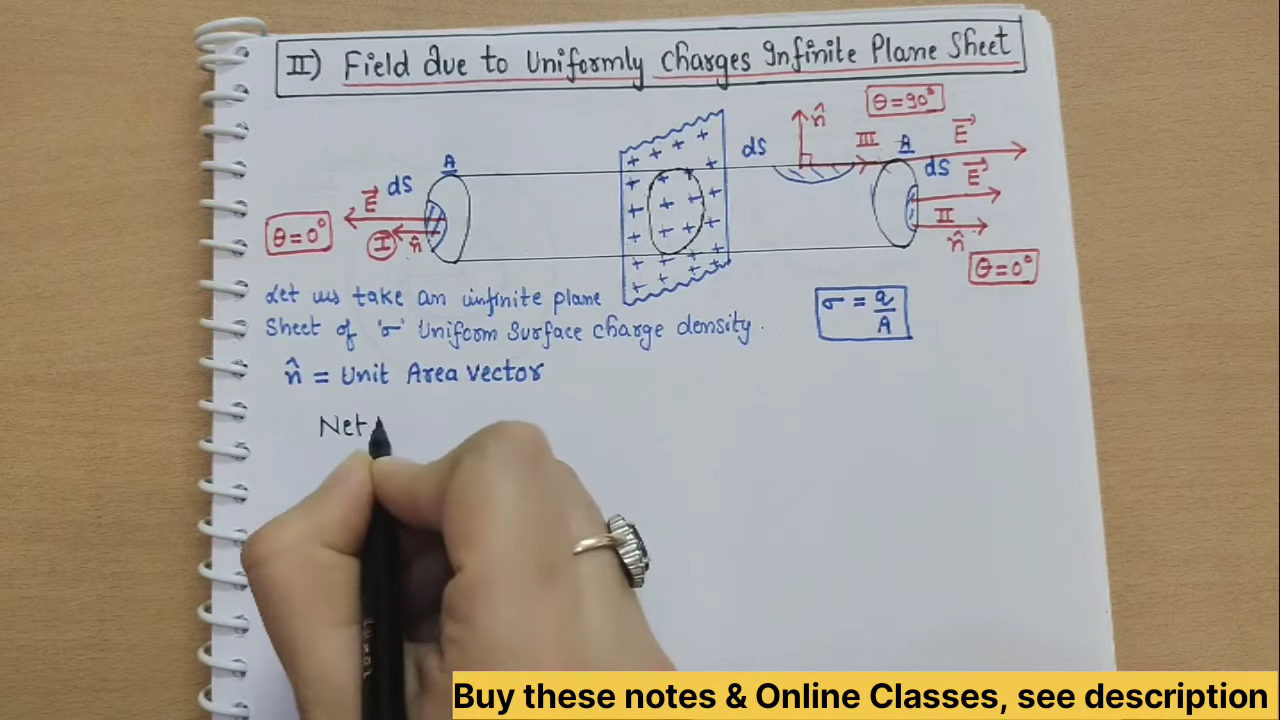 II) Field due to Uniformly Charges Infinite Plane Sheet
θ=90°
n̂
III
A
E⃗
dS
A
dS
dS
E⃗
E⃗
θ=0°
I
n̂
II
n̂
θ=0°
Let us take an infinite plane
Sheet of 'σ' Uniform Surface charge density.
σ = q/A
n̂ = Unit Area vector
Net
Buy these notes & Online Classes, see description